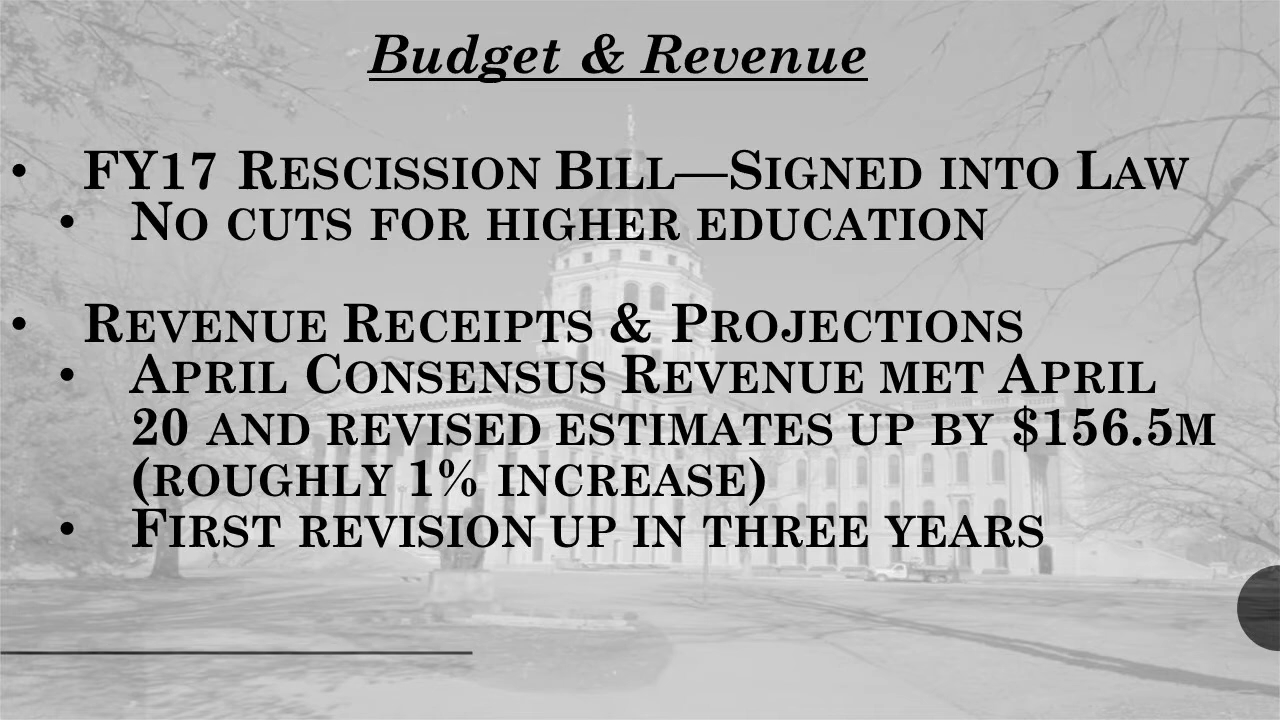 Budget & Revenue
• FY17 Rescission Bill—Signed into Law
• No cuts for higher education
• Revenue Receipts & Projections
• April Consensus Revenue met April
20 and revised estimates up by $156.5m
(roughly 1% increase)
• First revision up in three years